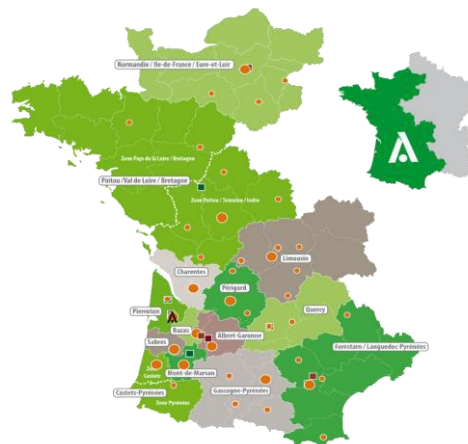 Normandie / Ile-de-France / Eure-et-Loir
Zone Pays de la Loire / Bretagne
Poitou /Val de Loire / Bretagne
Zone Poitou / Touraine / Indre
Limousin
Charentes
Périgord
Pierroton
Quercy
Bazas
Albret-Garonne
Sabres
Forestarn / Languedoc-Pyrénées
Mont-de-Marsan
Castets
Gascogne-Pyrénées
Castets-Pyrénées
Zone Pyrénées